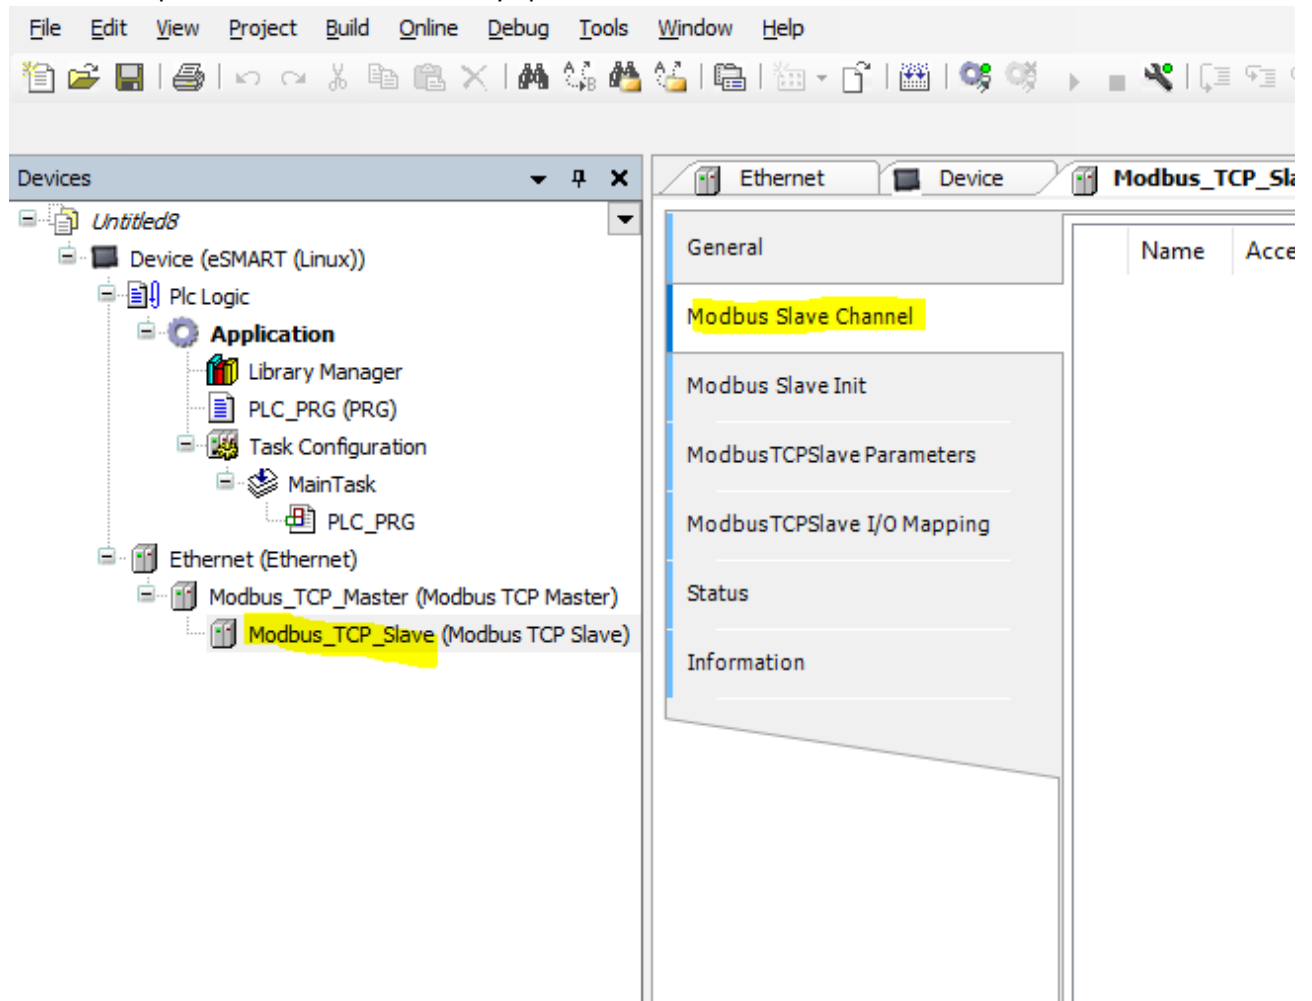 File Edit View Project Build Online Debug Tools Window Help
Devices
Untitled8
Device (eSMART (Linux))
Plc Logic
Application
Library Manager
PLC_PRG (PRG)
Task Configuration
MainTask
PLC_PRG
Ethernet (Ethernet)
Modbus_TCP_Master (Modbus TCP Master)
Modbus_TCP_Slave (Modbus TCP Slave)
Ethernet Device Modbus_TCP_Sla
General
Modbus Slave Channel
Modbus Slave Init
ModbusTCPSlave Parameters
ModbusTCPSlave I/O Mapping
Status
Information
Name Acce